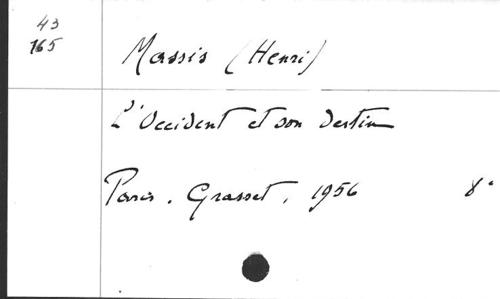 43
165
Massis (Henri)
L'Occident et son destin
Paris. Grasset, 1956 8°